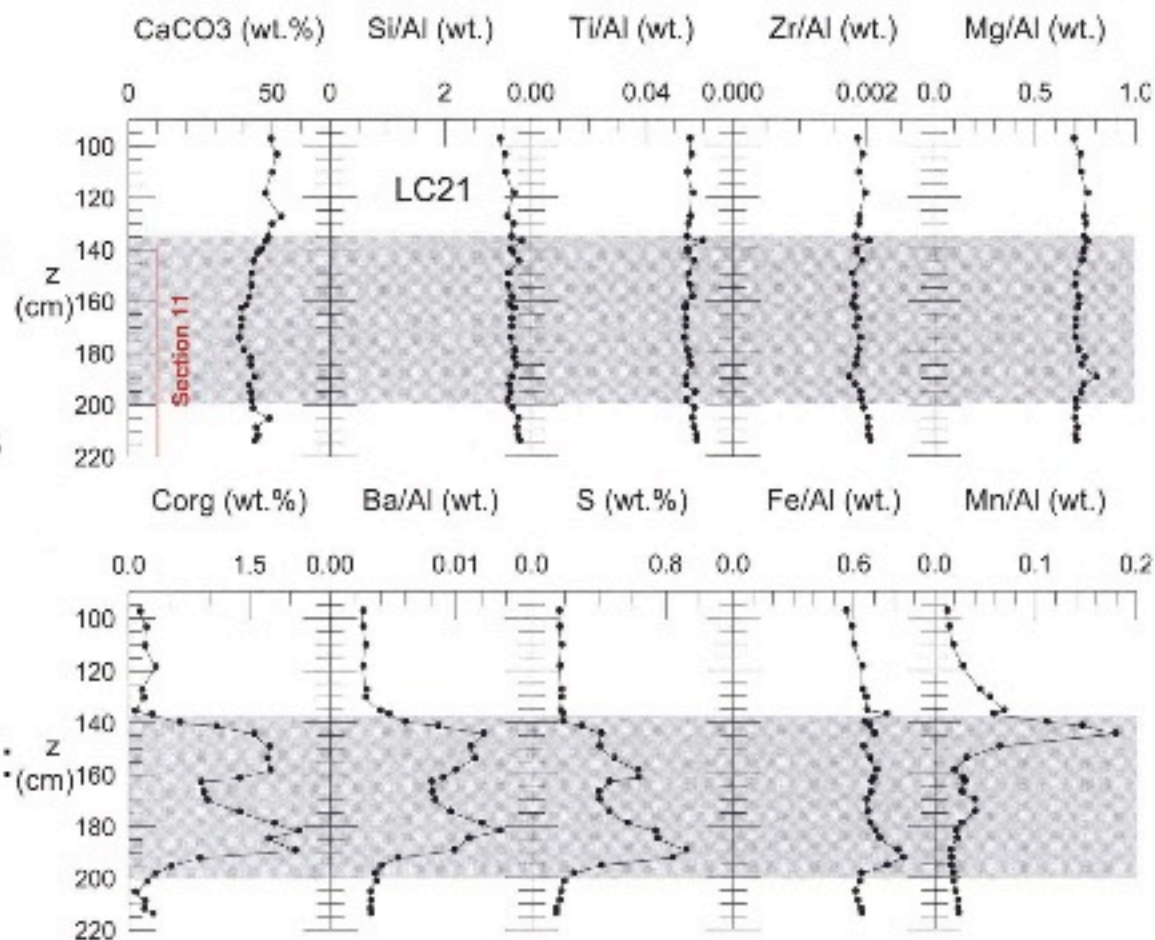 CaCO3 (wt.%) Si/Al (wt.) Ti/Al (wt.) Zr/Al (wt.) Mg/Al (wt.)
0 50 0 2 0.00 0.04 0.000 0.002 0.0 0.5 1.0
100
120
140
160
180
200
220
z
(cm)
LC21
Section 11
Corg (wt.%) Ba/Al (wt.) S (wt.%) Fe/Al (wt.) Mn/Al (wt.)
0.0 1.5 0.00 0.01 0.0 0.8 0.0 0.6 0.0 0.1 0.2
100
120
140
160
180
200
220
z
(cm)